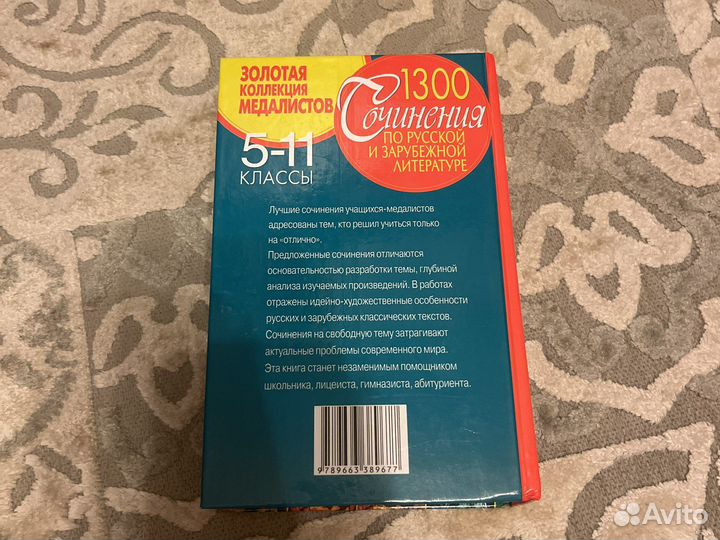 ЗОЛОТАЯ
КОЛЛЕКЦИЯ
МЕДАЛИСТОВ
5-11
КЛАССЫ
1300
Сочинения
ПО РУССКОЙ
И ЗАРУБЕЖНОЙ
ЛИТЕРАТУРЕ
Лучшие сочинения учащихся-медалистов
адресованы тем, кто решил учиться только
на «отлично».
Предложенные сочинения отличаются
основательностью разработки темы, глубиной
анализа изучаемых произведений. В работах
отражены идейно-художественные особенности
русских и зарубежных классических текстов.
Сочинения на свободную тему затрагивают
актуальные проблемы современного мира.
Эта книга станет незаменимым помощником
школьника, лицеиста, гимназиста, абитуриента.
9 789663 389677
Avito